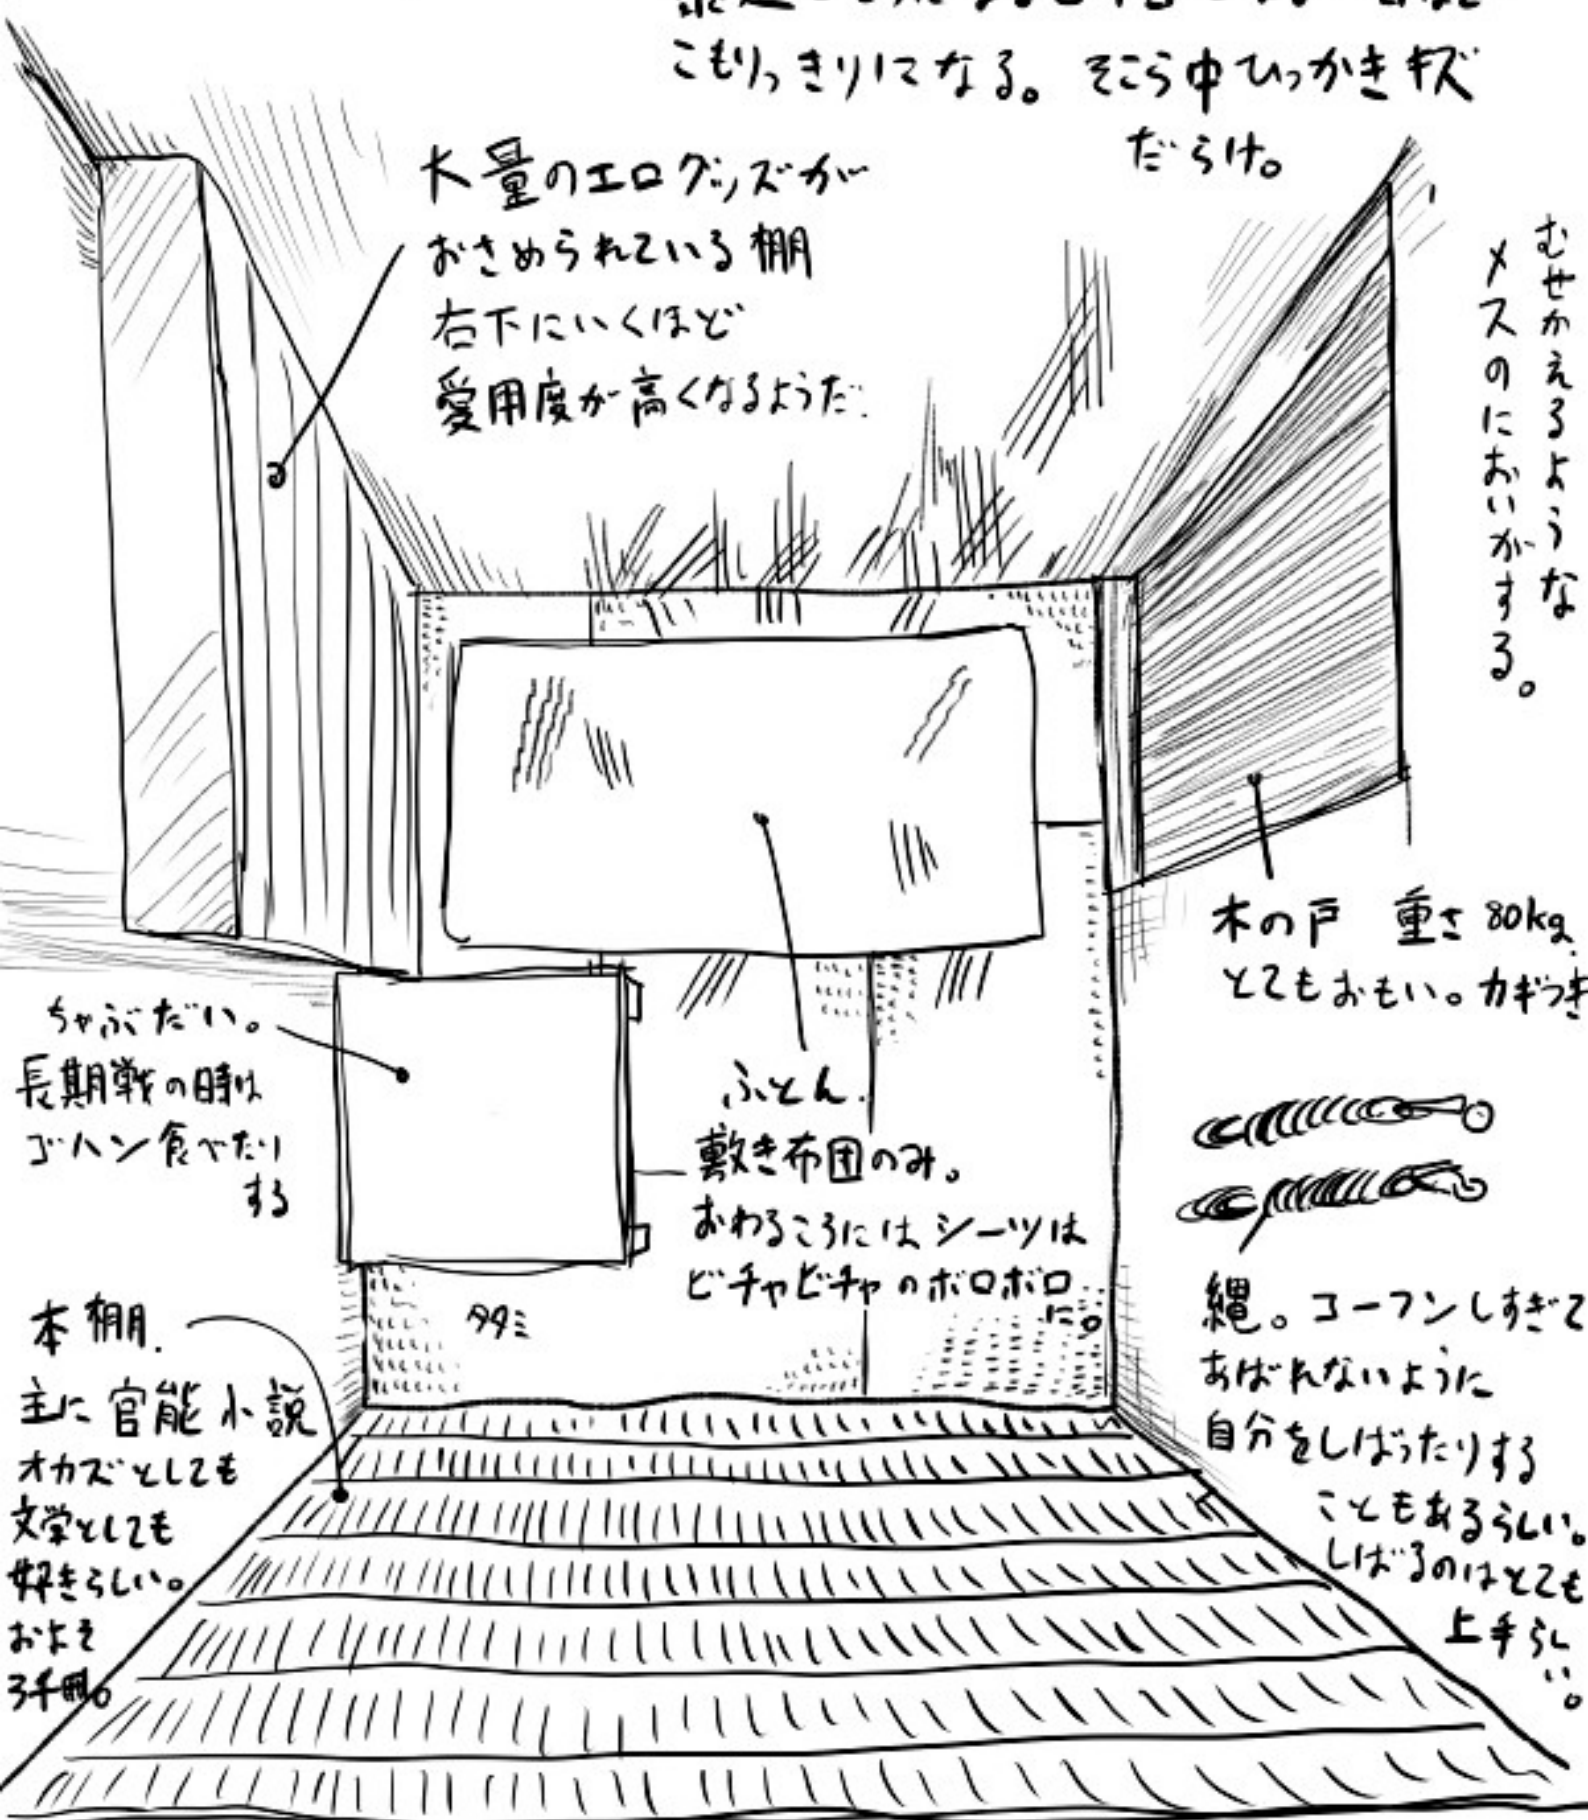 こもりっきりになる。そこら中ひっかきキズ
だらけ。
大量のエログッズが
おさめられている棚
右下にいくほど
愛用度が高くなるようだ.
むせかえるような
メスのにおいがする。
木の戸 重さ80kg.
とてもおもい。カギつき
ちゃぶだい。
長期戦の時は
ゴハン食べたり
する
ふとん.
敷き布団のみ。
おわるころにはシーツは
ビチャビチャのボロボロ
に。
タタミ
縄。コーフンしすぎて
あばれないように
自分をしばったりする
こともあるらしい。
しばるのはとても
上手らし
い。
本棚.
主に官能小説
オカズとしても
文学としても
好きらしい。
およそ
3千冊。